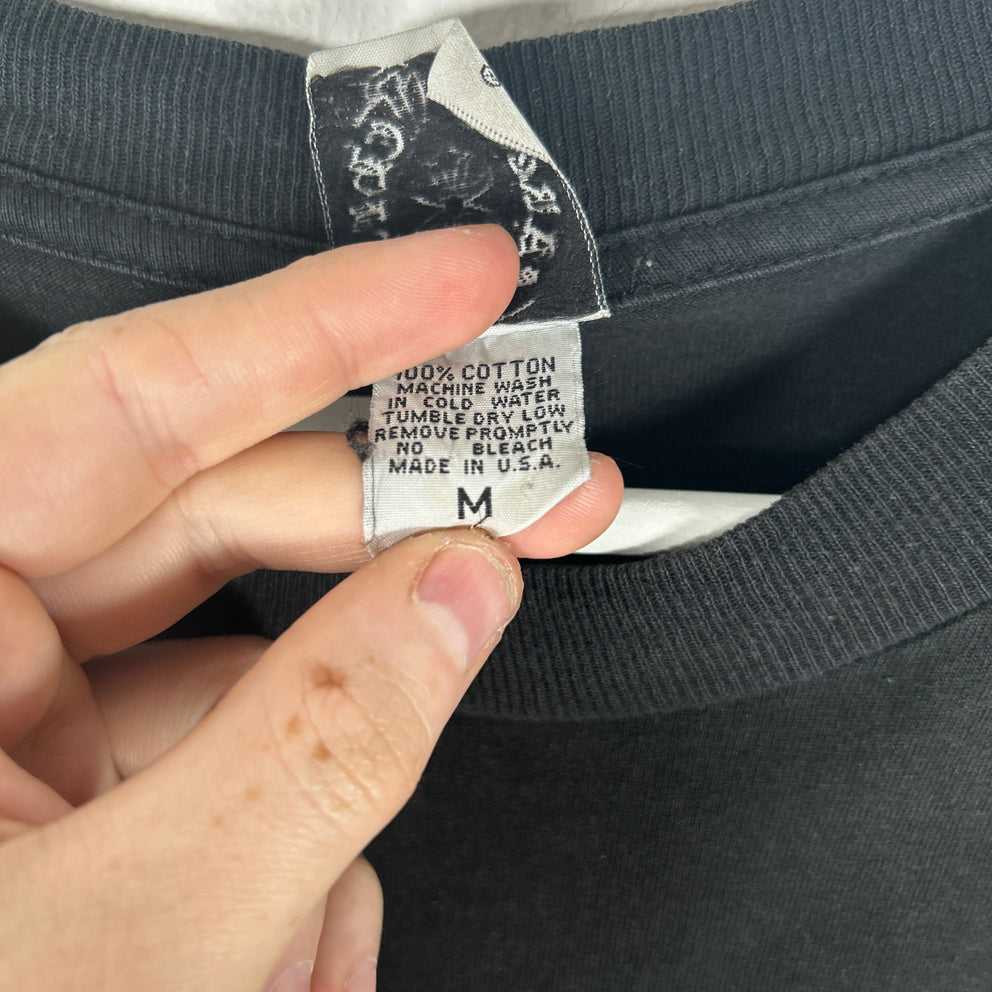 100% COTTON
MACHINE WASH
IN COLD WATER
TUMBLE DRY LOW
REMOVE PROMPTLY
NO BLEACH
MADE IN U.S.A.
M